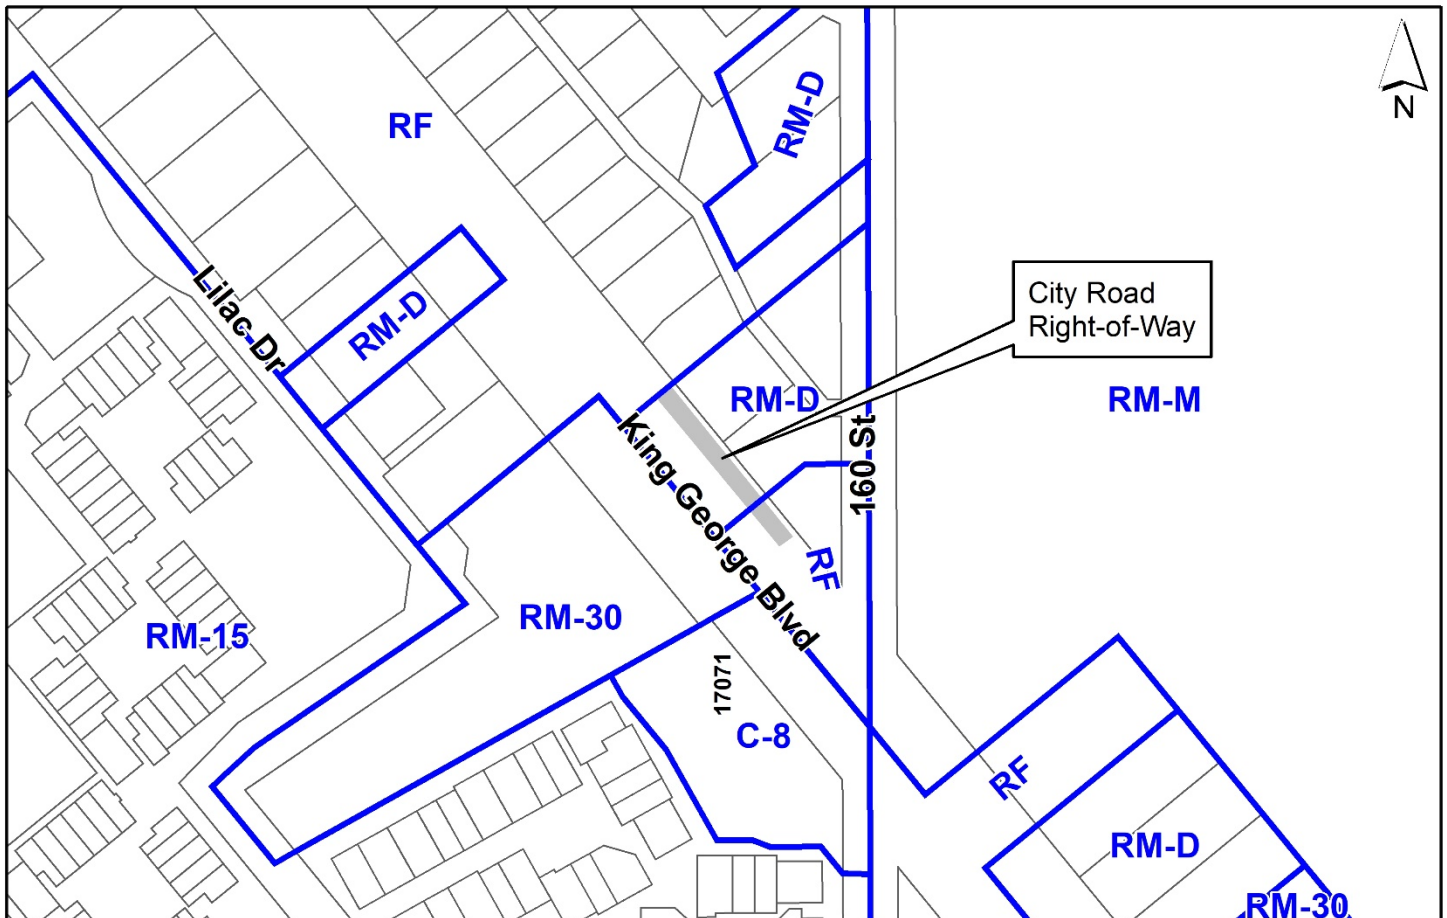 N
RM-D
RF
City Road
Right-of-Way
Lilac Dr
RM-D
RM-D
RM-M
King George Blvd
160 St
RF
RM-30
RM-15
17071
C-8
RF
RM-D
RM-30